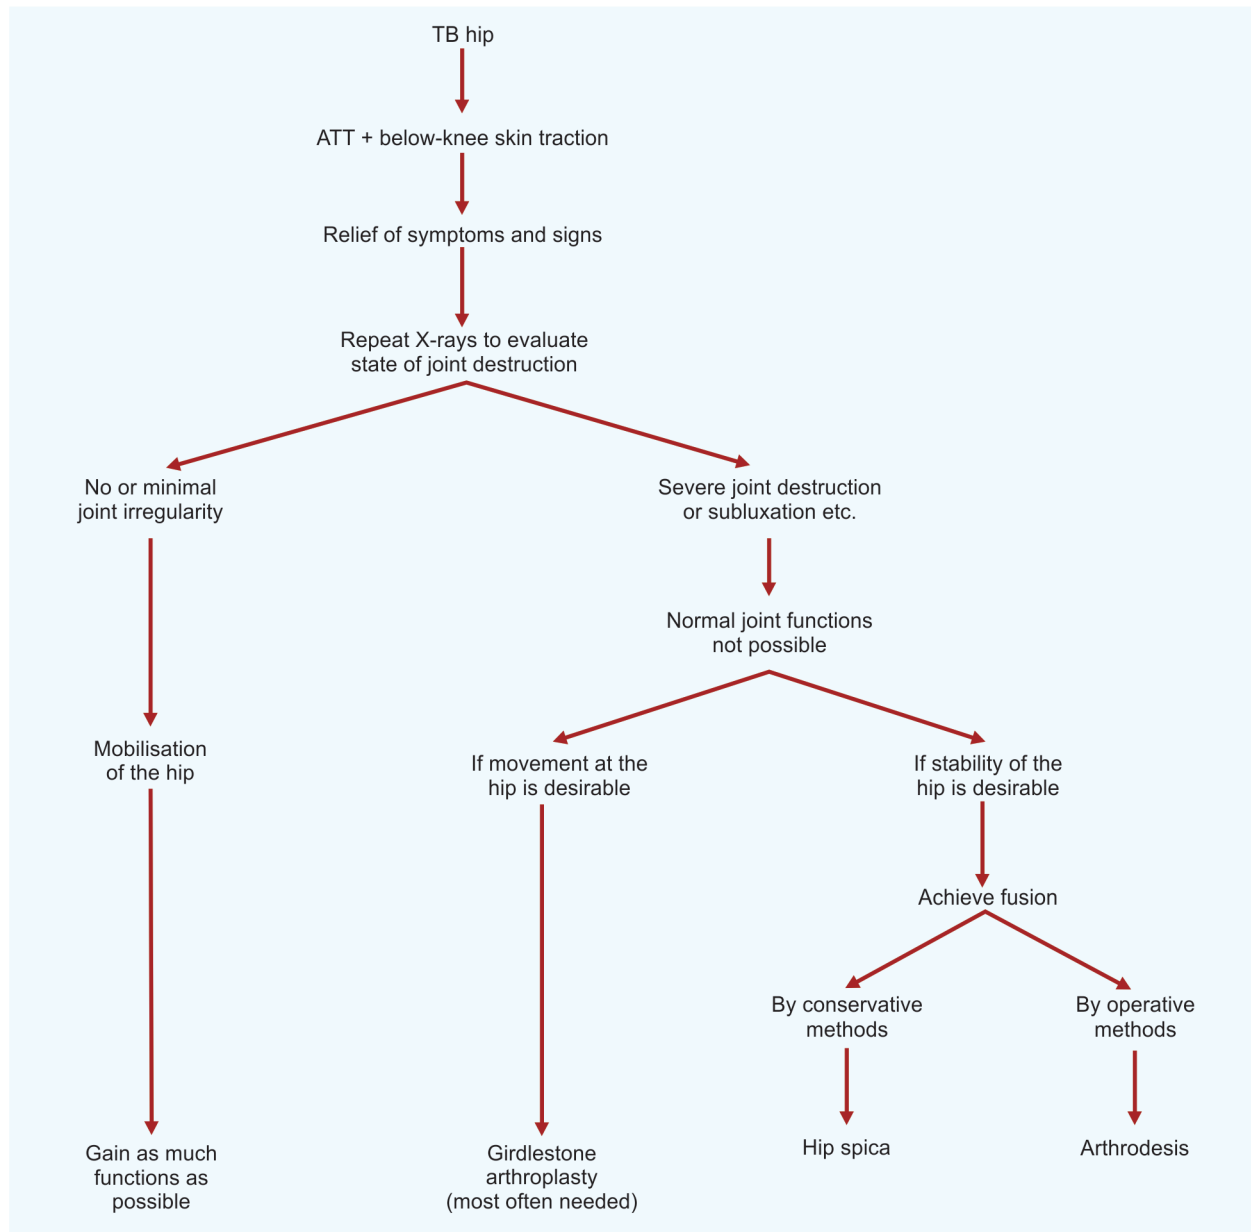 TB hip
ATT + below-knee skin traction
Relief of symptoms and signs
Repeat X-rays to evaluate
state of joint destruction
No or minimal
joint irregularity
Severe joint destruction
or subluxation etc.
Normal joint functions
not possible
Mobilisation
of the hip
If movement at the
hip is desirable
If stability of the
hip is desirable
Achieve fusion
By conservative
methods
By operative
methods
Gain as much
functions as
possible
Girdlestone
arthroplasty
(most often needed)
Hip spica
Arthrodesis